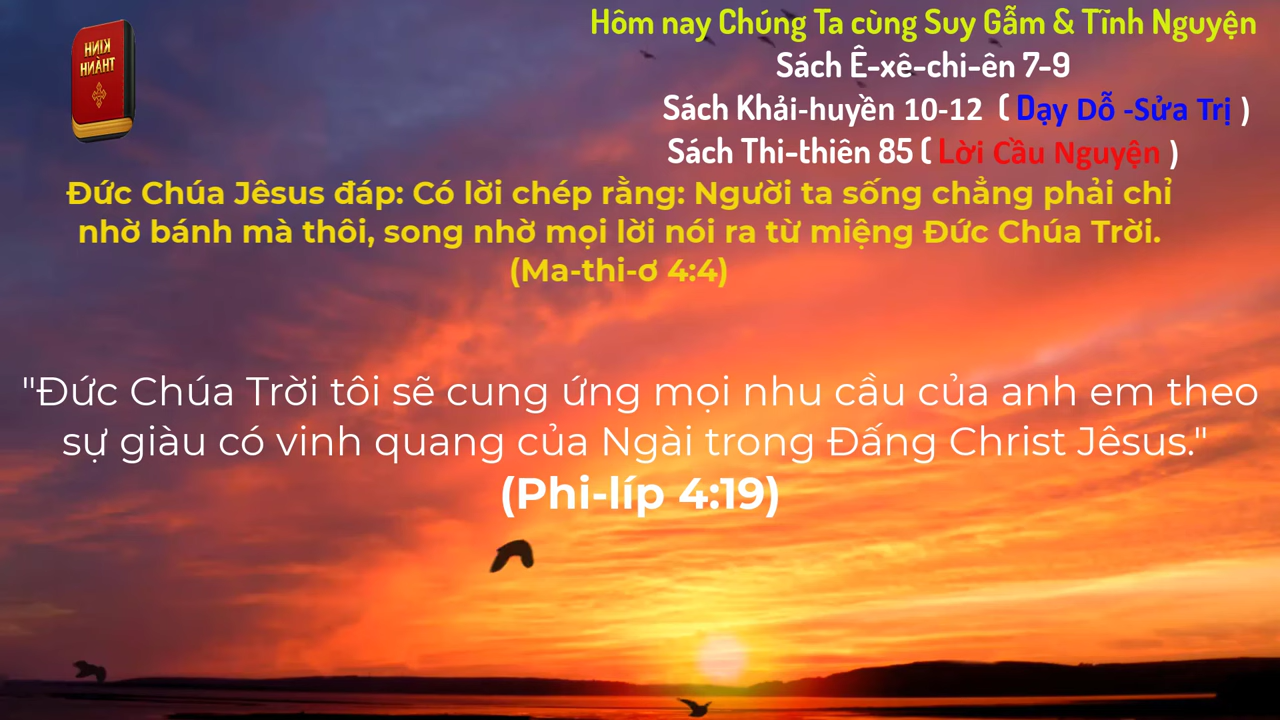 Hôm nay Chúng Ta cùng Suy Gẫm & Tĩnh Nguyện
Sách Ê-xê-chi-ên 7-9
Sách Khải-huyền 10-12 ( Dạy Dỗ -Sửa Trị )
Sách Thi-thiên 85 ( Lời Cầu Nguyện )
KINH
THÁNH
Đức Chúa Jêsus đáp: Có lời chép rằng: Người ta sống chẳng phải chỉ
nhờ bánh mà thôi, song nhờ mọi lời nói ra từ miệng Đức Chúa Trời.
(Ma-thi-ơ 4:4)
"Đức Chúa Trời tôi sẽ cung ứng mọi nhu cầu của anh em theo
sự giàu có vinh quang của Ngài trong Đấng Christ Jêsus."
(Phi-líp 4:19)